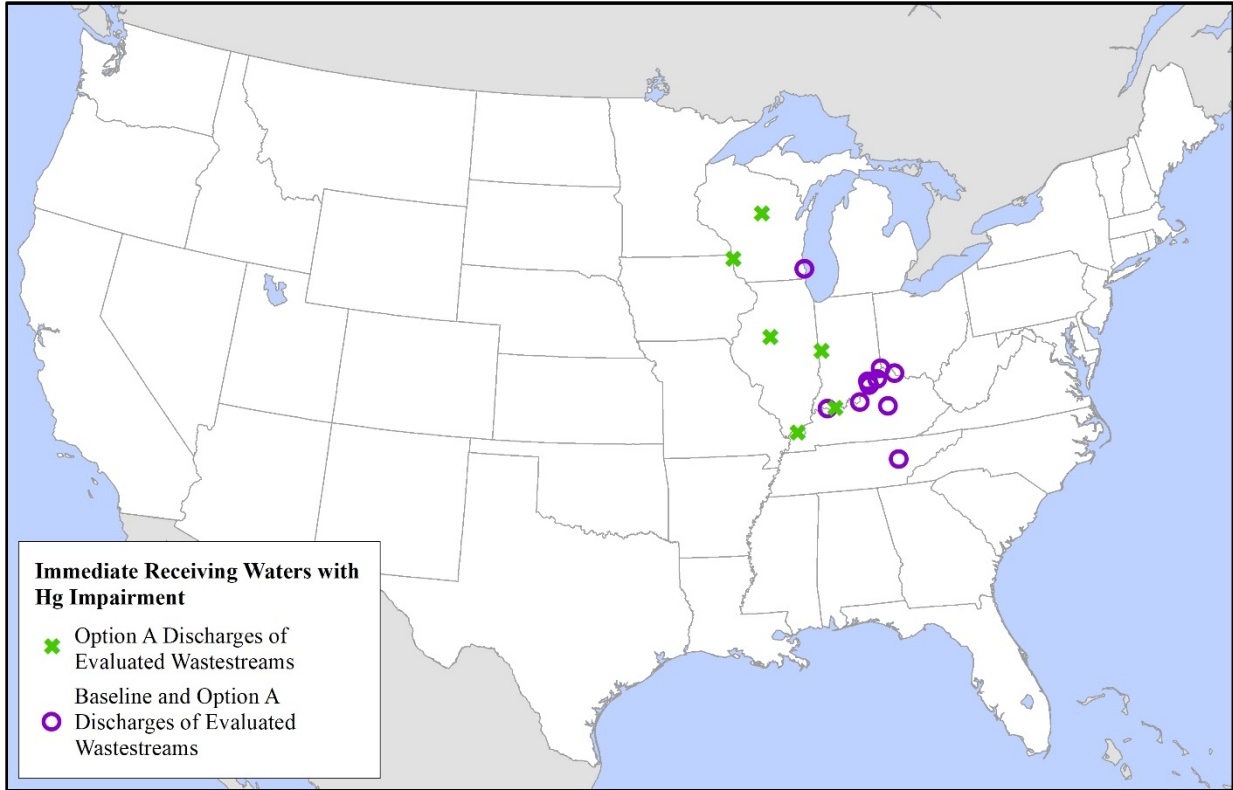 Immediate Receiving Waters with
Hg Impairment
Option A Discharges of
Evaluated Wastestreams
Baseline and Option A
Discharges of Evaluated
Wastestreams